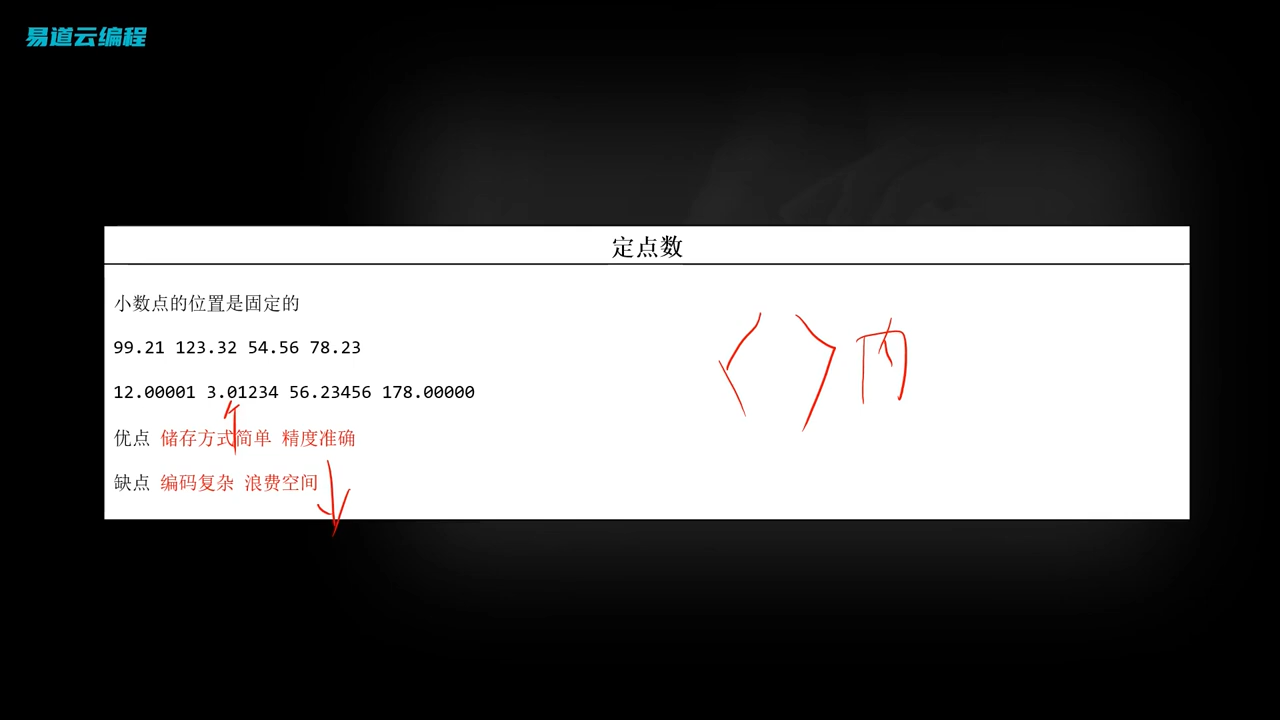 易道云编程
定点数
小数点的位置是固定的
99.21 123.32 54.56 78.23
12.00001 3.01234 56.23456 178.00000
优点 储存方式简单 精度准确
缺点 编码复杂 浪费空间
〈 〉内